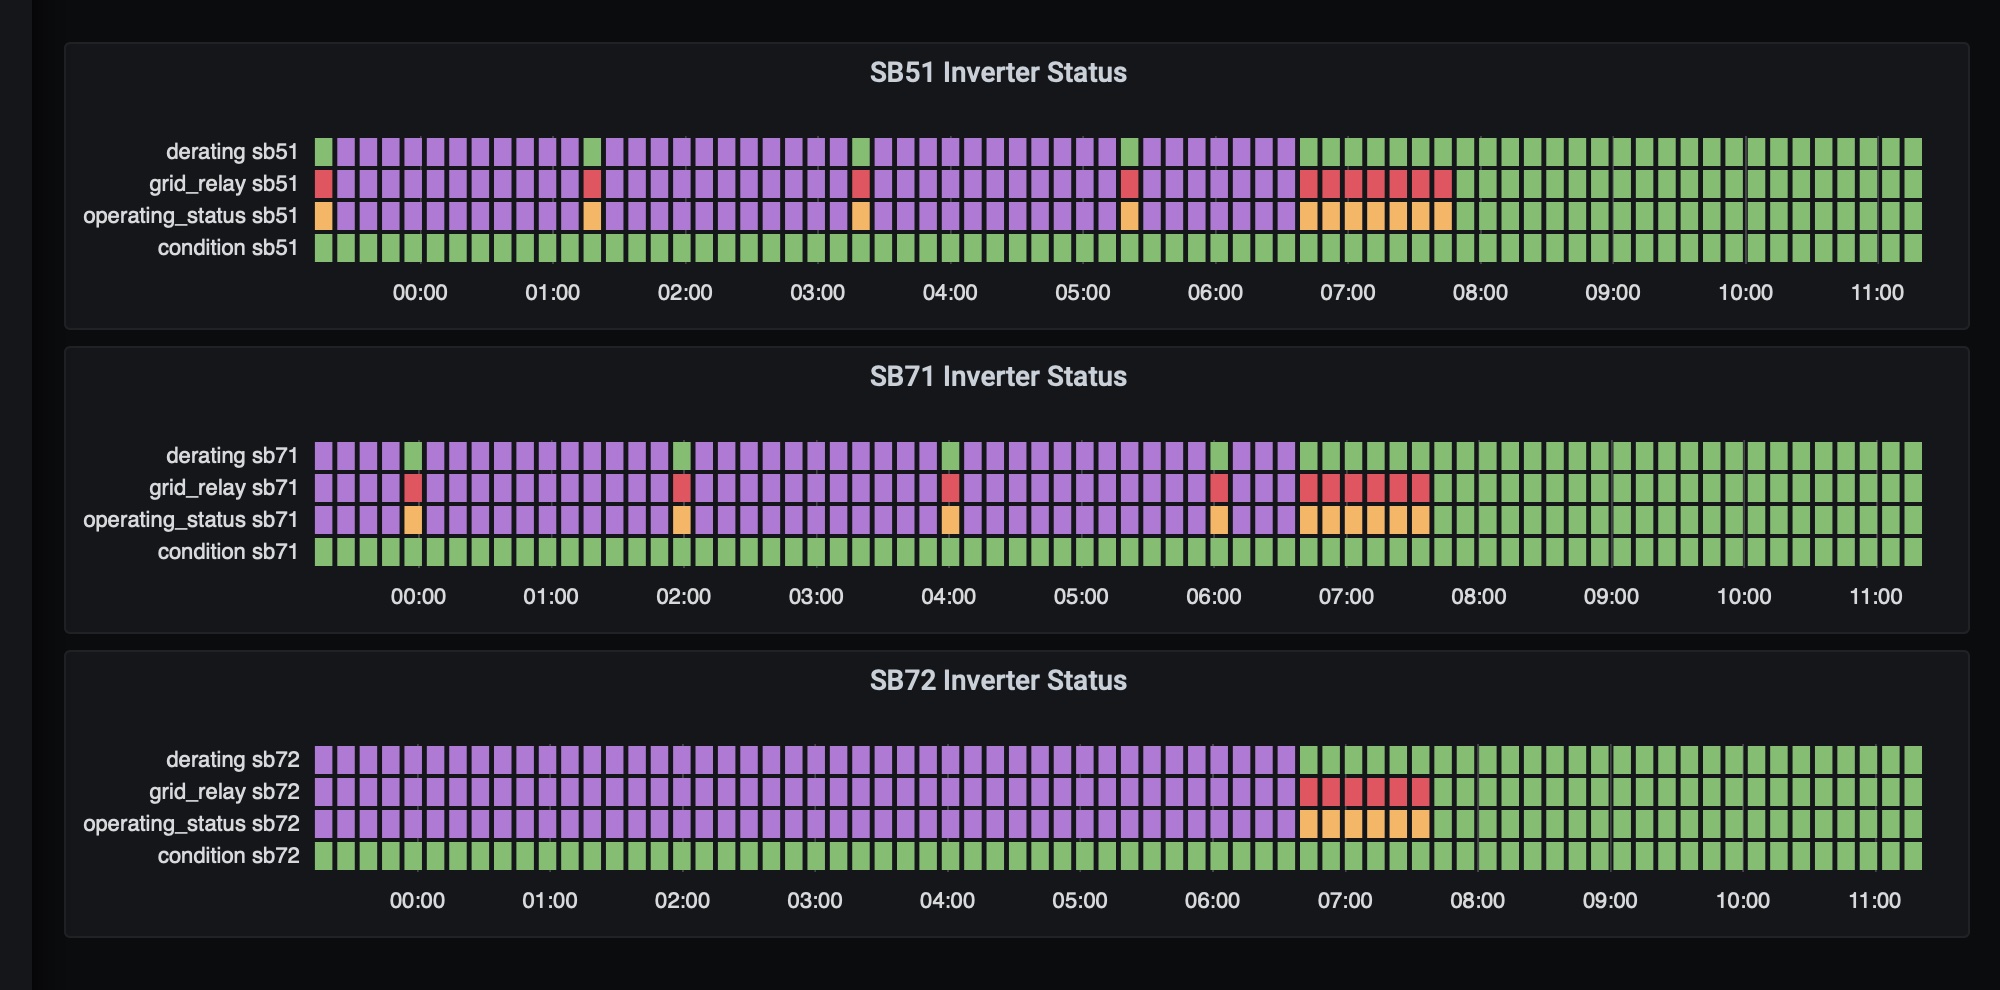 SB51 Inverter Status
derating sb51
grid_relay sb51
operating_status sb51
condition sb51
00:00 01:00 02:00 03:00 04:00 05:00 06:00 07:00 08:00 09:00 10:00 11:00
SB71 Inverter Status
derating sb71
grid_relay sb71
operating_status sb71
condition sb71
00:00 01:00 02:00 03:00 04:00 05:00 06:00 07:00 08:00 09:00 10:00 11:00
SB72 Inverter Status
derating sb72
grid_relay sb72
operating_status sb72
condition sb72
00:00 01:00 02:00 03:00 04:00 05:00 06:00 07:00 08:00 09:00 10:00 11:00